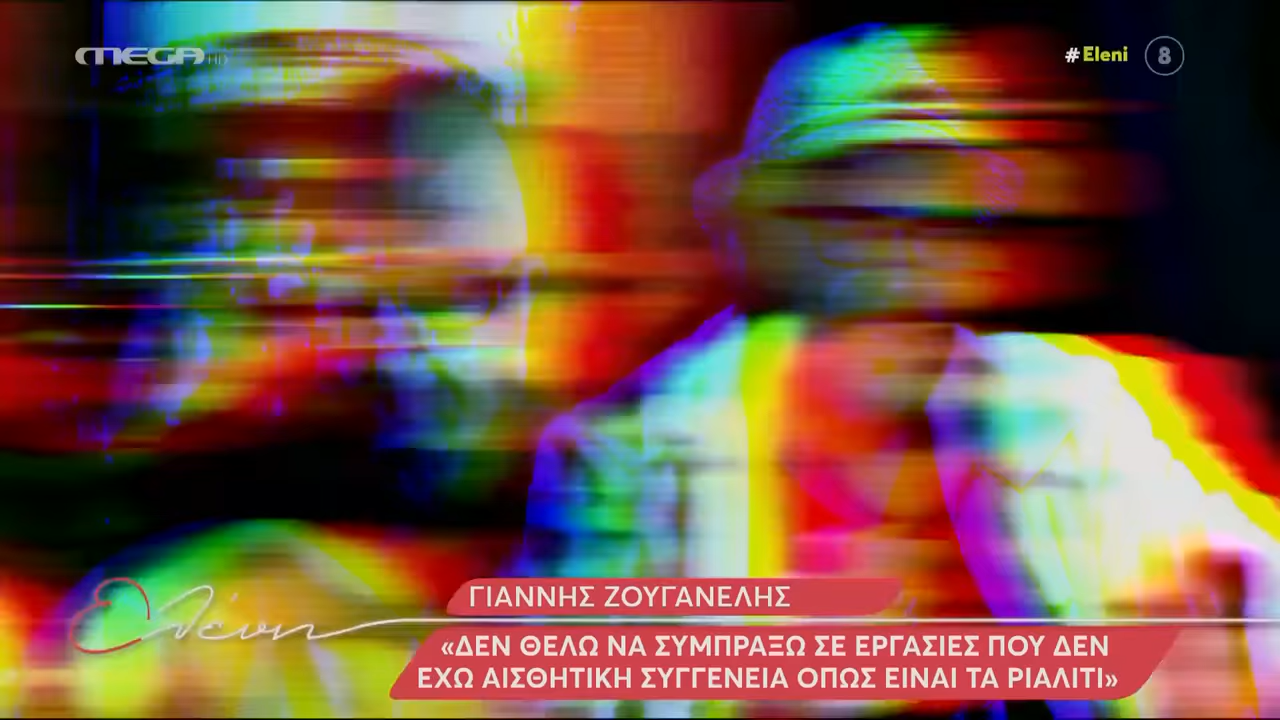 MEGA HD
#Eleni 8
Ελένη
ΓΙΑΝΝΗΣ ΖΟΥΓΑΝΕΛΗΣ
«ΔΕΝ ΘΕΛΩ ΝΑ ΣΥΜΠΡΑΞΩ ΣΕ ΕΡΓΑΣΙΕΣ ΠΟΥ ΔΕΝ
ΕΧΩ ΑΙΣΘΗΤΙΚΗ ΣΥΓΓΕΝΕΙΑ ΟΠΩΣ ΕΙΝΑΙ ΤΑ ΡΙΑΛΙΤΙ»